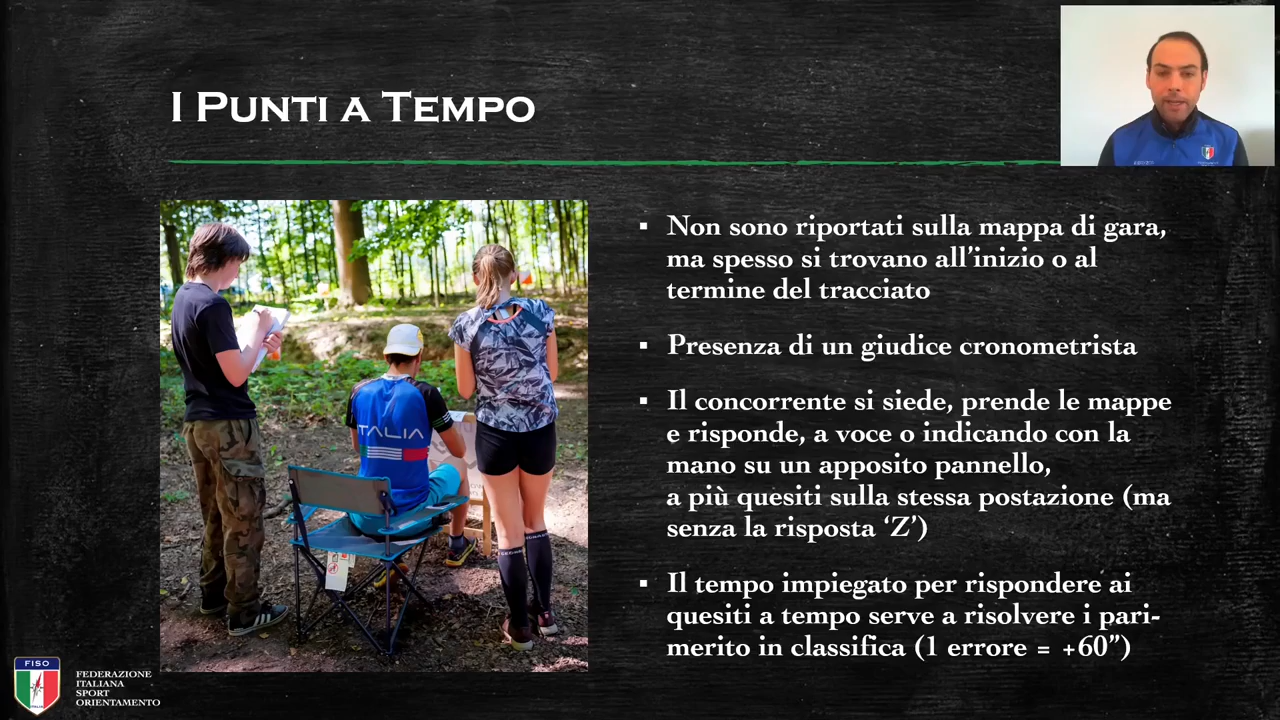 I Punti a Tempo
Non sono riportati sulla mappa di gara,
ma spesso si trovano all’inizio o al
termine del tracciato
Presenza di un giudice cronometrista
Il concorrente si siede, prende le mappe
e risponde, a voce o indicando con la
mano su un apposito pannello,
a più quesiti sulla stessa postazione (ma
senza la risposta ‘Z’)
Il tempo impiegato per rispondere ai
quesiti a tempo serve a risolvere i pari-
merito in classifica (1 errore = +60”)
ITALIA
FISO
FEDERAZIONE
ITALIANA
SPORT
ORIENTAMENTO